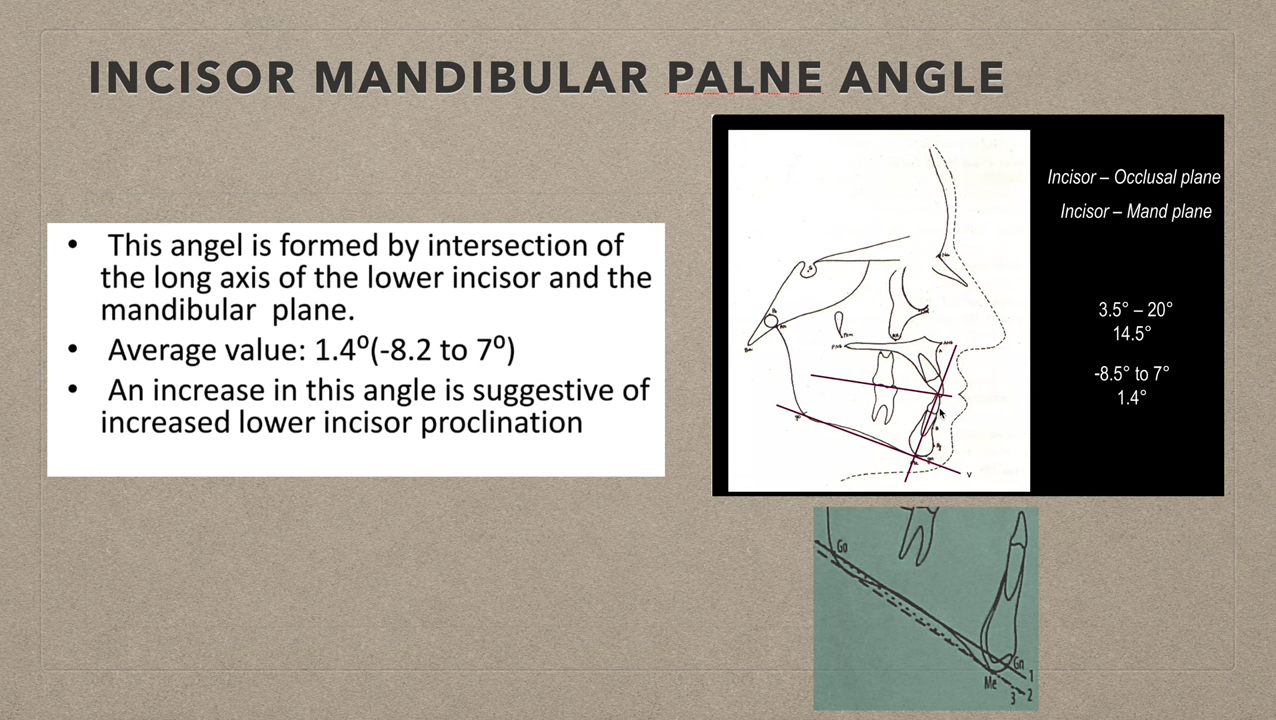 INCISOR MANDIBULAR PALNE ANGLE
• This angel is formed by intersection of
the long axis of the lower incisor and the
mandibular plane.
• Average value: 1.4⁰(-8.2 to 7⁰)
• An increase in this angle is suggestive of
increased lower incisor proclination
Incisor – Occlusal plane
Incisor – Mand plane
3.5° – 20°
14.5°
-8.5° to 7°
1.4°
V
Go
Gn
Me
1
2
3